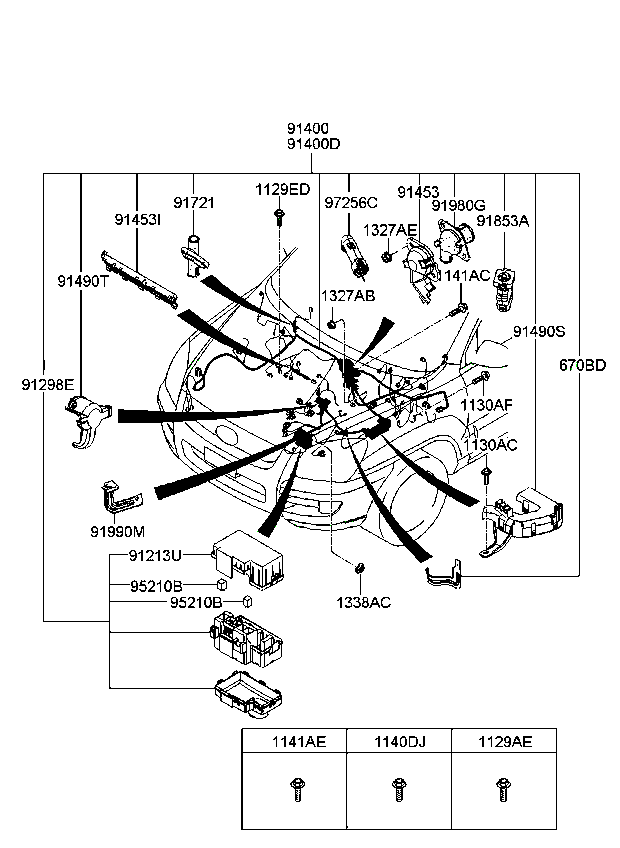 91400
91400D
1129ED
91721
97256C
91453
91980G
91453I
1327AE
91853A
1141AC
91490T
1327AB
91490S
670BD
91298E
1130AF
1130AC
91990M
91213U
95210B
95210B
1338AC
1141AE
1140DJ
1129AE